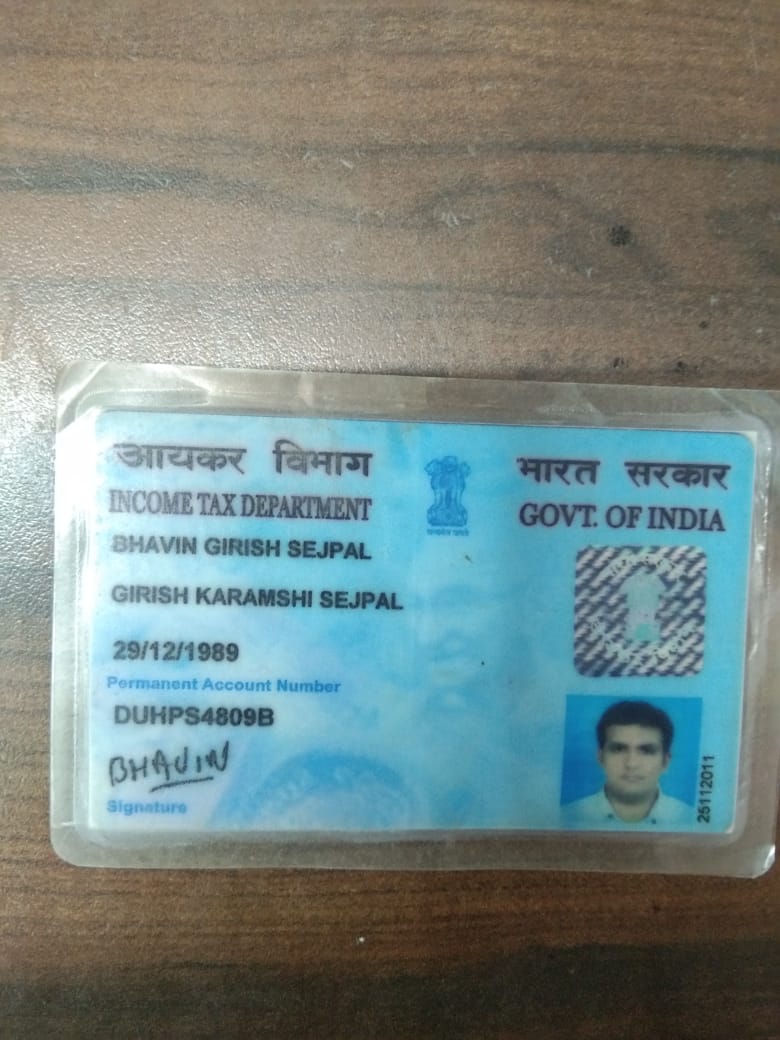 आयकर विभाग
INCOME TAX DEPARTMENT
भारत सरकार
GOVT. OF INDIA
BHAVIN GIRISH SEJPAL
GIRISH KARAMSHI SEJPAL
29/12/1989
Permanent Account Number
DUHPS4809B
BHAVIN
Signature
25112011